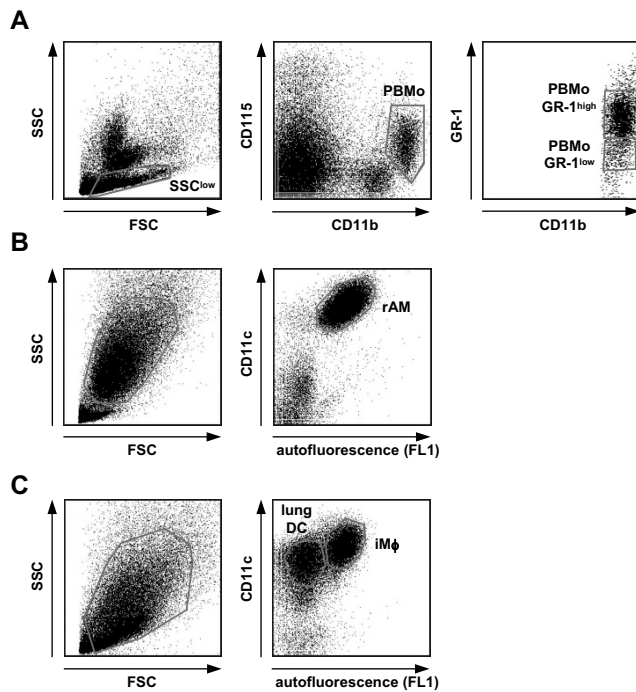 A
SSC
SSClow
FSC
CD115
PBMo
CD11b
GR-1
PBMo
GR-1high
PBMo
GR-1low
CD11b
B
SSC
FSC
CD11c
rAM
autofluorescence (FL1)
C
SSC
FSC
CD11c
lung
DC
iMϕ
autofluorescence (FL1)